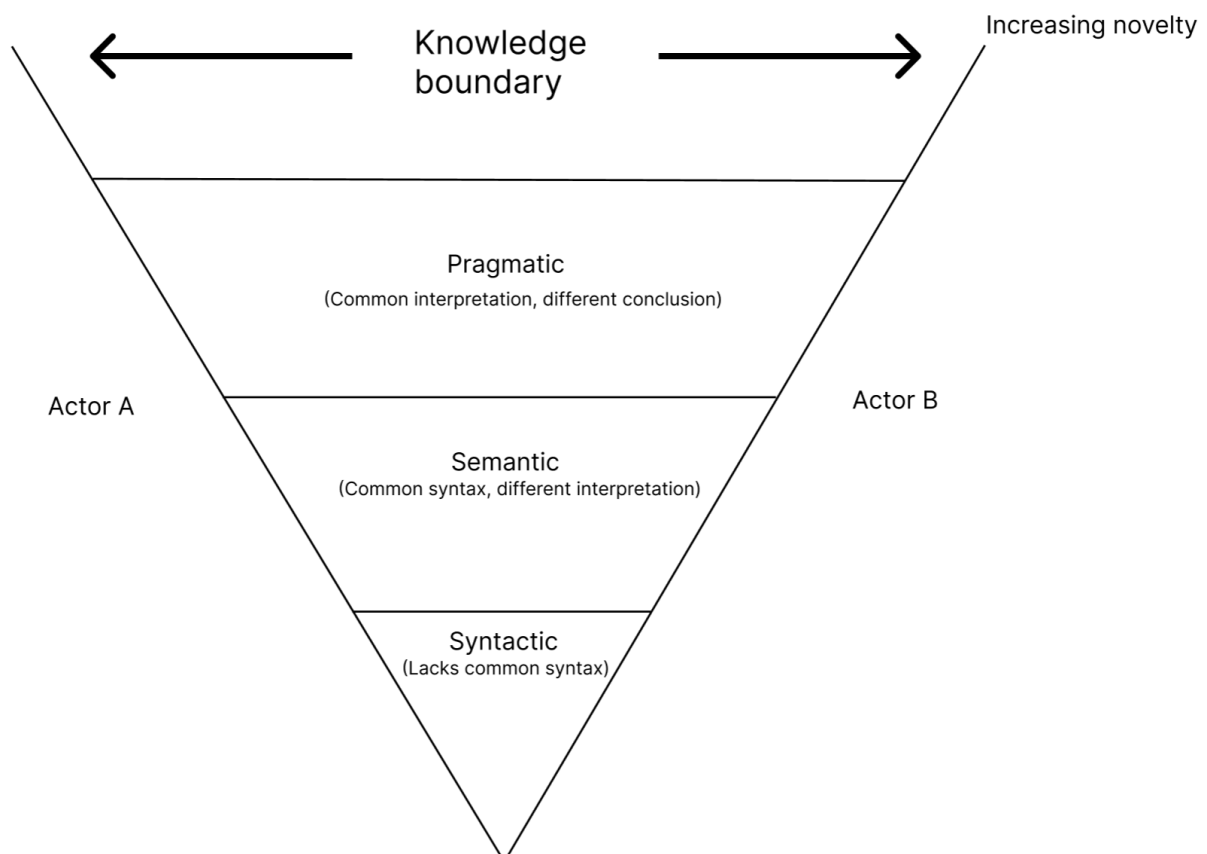 Increasing novelty
Knowledge
boundary
Pragmatic
(Common interpretation, different conclusion)
Actor A
Actor B
Semantic
(Common syntax, different interpretation)
Syntactic
(Lacks common syntax)